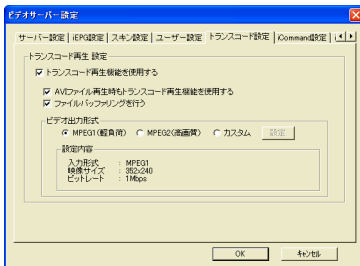 ビデオサーバー 設定
サーバー設定 iEPG設定 スキン設定 ユーザー設定 トランスコード設定 iCommand設定 i
トランスコード再生 設定
トランスコード再生機能を使用する
AVIファイル再生時もトランスコード再生機能を使用する
ファイルバッファリングを行う
ビデオ出力形式
MPEG1(軽負荷) MPEG2(高画質) カスタム 設定
設定内容
入力形式 : MPEG1
映像サイズ : 352x240
ビットレート : 1Mbps
OK キャンセル